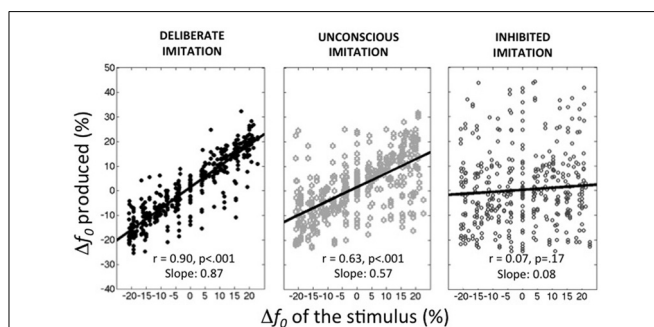 DELIBERATE IMITATION
UNCONSCIOUS IMITATION
INHIBITED IMITATION
Δf0 produced (%)
50
40
30
20
10
0
-10
-20
-30
-40
r = 0.90, p<.001
Slope: 0.87
r = 0.63, p<.001
Slope: 0.57
r = 0.07, p=.17
Slope: 0.08
-20 -15 -10 -5 0 5 10 15 20
-20 -15 -10 -5 0 5 10 15 20
-20 -15 -10 -5 0 5 10 15 20
Δf0 of the stimulus (%)